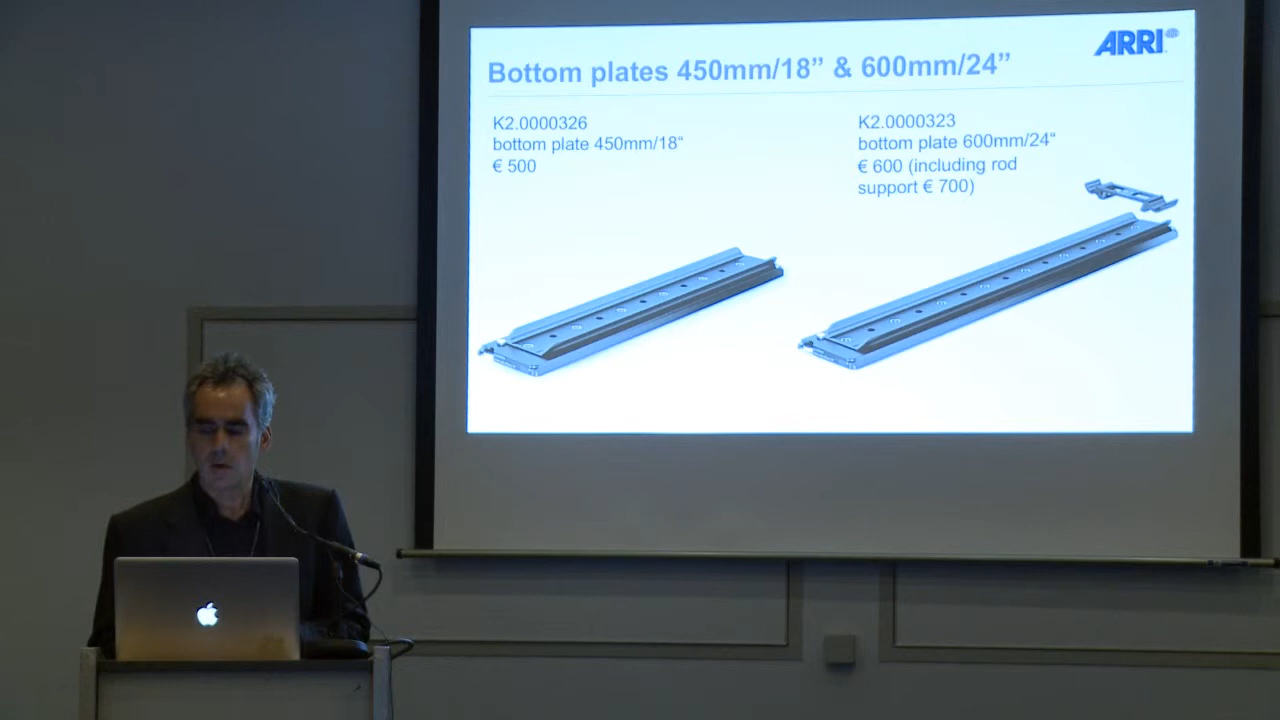 ARRI®
Bottom plates 450mm/18” & 600mm/24”
K2.0000326
bottom plate 450mm/18“
€ 500
K2.0000323
bottom plate 600mm/24“
€ 600 (including rod
support € 700)